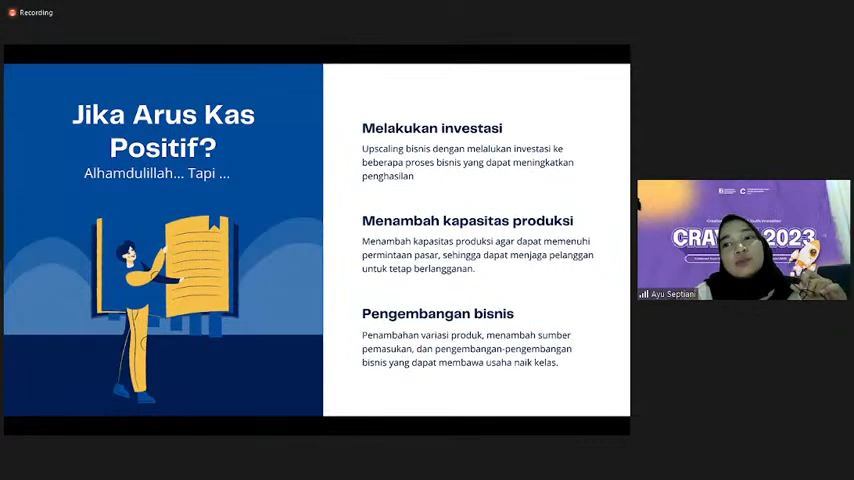 Recording
Jika Arus Kas
Positif?
Alhamdulillah... Tapi ...
Melakukan investasi
Upscaling bisnis dengan melalukan investasi ke
beberapa proses bisnis yang dapat meningkatkan
penghasilan
Menambah kapasitas produksi
Menambah kapasitas produksi agar dapat memenuhi
permintaan pasar, sehingga dapat menjaga pelanggan
untuk tetap berlangganan.
Pengembangan bisnis
Penambahan variasi produk, menambah sumber
pemasukan, dan pengembangan-pengembangan
bisnis yang dapat membawa usaha naik kelas.
2023
Ayu Septiani